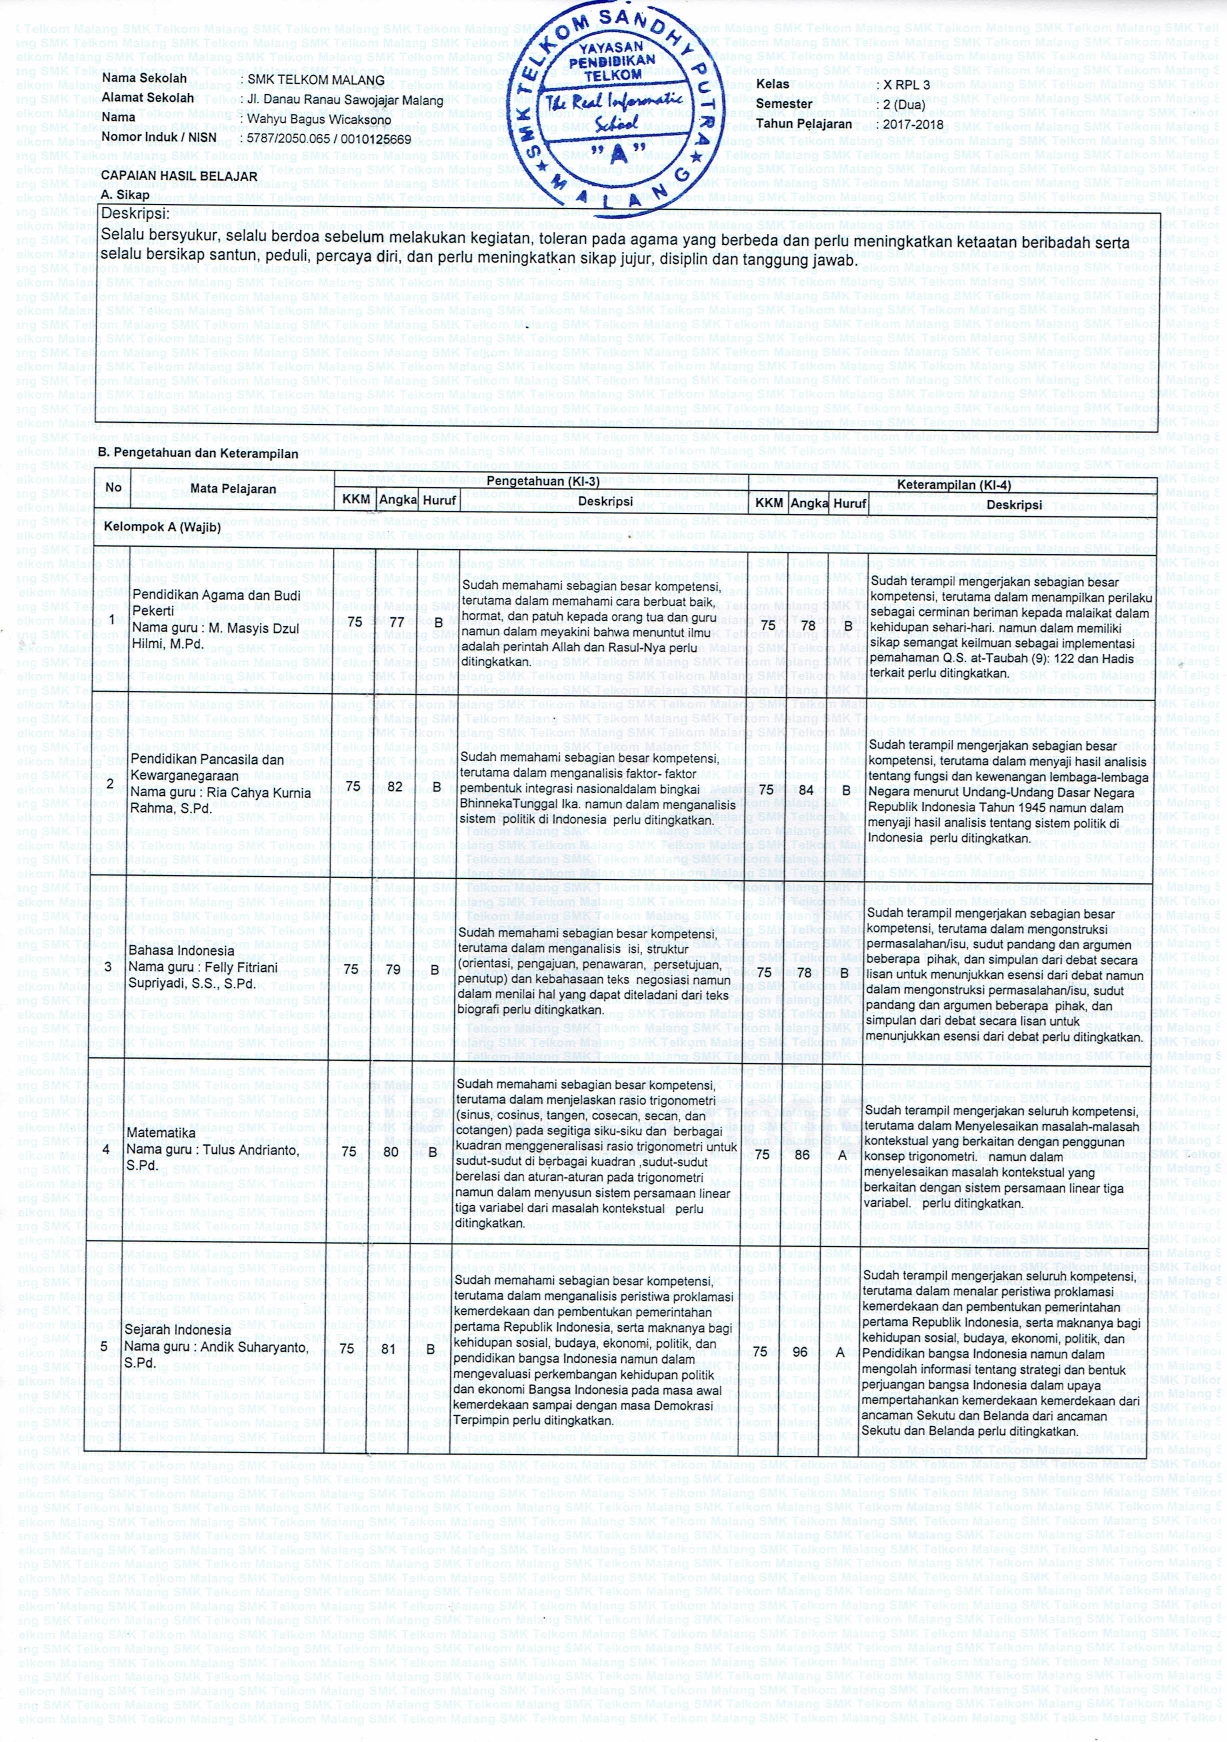 SMK TELKOM SANDHY PUTRA
YAYASAN
PENDIDIKAN
TELKOM
The Real Informatic
School
"A"
MALANG
Nama Sekolah : SMK TELKOM MALANG
Alamat Sekolah : Jl. Danau Ranau Sawojajar Malang
Nama : Wahyu Bagus Wicaksono
Nomor Induk / NISN : 5787/2050.065 / 0010125669
Kelas : X RPL 3
Semester : 2 (Dua)
Tahun Pelajaran : 2017-2018
CAPAIAN HASIL BELAJAR
A. Sikap
Deskripsi:
Selalu bersyukur, selalu berdoa sebelum melakukan kegiatan, toleran pada agama yang berbeda dan perlu meningkatkan ketaatan beribadah serta
selalu bersikap santun, peduli, percaya diri, dan perlu meningkatkan sikap jujur, disiplin dan tanggung jawab.
B. Pengetahuan dan Keterampilan
No Mata Pelajaran Pengetahuan (KI-3) Keterampilan (KI-4)
KKM Angka Huruf Deskripsi KKM Angka Huruf Deskripsi
Kelompok A (Wajib)
1
Pendidikan Agama dan Budi
Pekerti
Nama guru : M. Masyis Dzul
Hilmi, M.Pd.
75 77 B
Sudah memahami sebagian besar kompetensi,
terutama dalam memahami cara berbuat baik,
hormat, dan patuh kepada orang tua dan guru
namun dalam meyakini bahwa menuntut ilmu
adalah perintah Allah dan Rasul-Nya perlu
ditingkatkan.
75 78 B
Sudah terampil mengerjakan sebagian besar
kompetensi, terutama dalam menampilkan perilaku
sebagai cerminan beriman kepada malaikat dalam
kehidupan sehari-hari. namun dalam memiliki
sikap semangat keilmuan sebagai implementasi
pemahaman Q.S. at-Taubah (9): 122 dan Hadis
terkait perlu ditingkatkan.
2
Pendidikan Pancasila dan
Kewarganegaraan
Nama guru : Ria Cahya Kurnia
Rahma, S.Pd.
75 82 B
Sudah memahami sebagian besar kompetensi,
terutama dalam menganalisis faktor- faktor
pembentuk integrasi nasionaldalam bingkai
BhinnekaTunggal Ika. namun dalam menganalisis
sistem politik di Indonesia perlu ditingkatkan.
75 84 B
Sudah terampil mengerjakan sebagian besar
kompetensi, terutama dalam menyaji hasil analisis
tentang fungsi dan kewenangan lembaga-lembaga
Negara menurut Undang-Undang Dasar Negara
Republik Indonesia Tahun 1945 namun dalam
menyaji hasil analisis tentang sistem politik di
Indonesia perlu ditingkatkan.
3
Bahasa Indonesia
Nama guru : Felly Fitriani
Supriyadi, S.S., S.Pd.
75 79 B
Sudah memahami sebagian besar kompetensi,
terutama dalam menganalisis isi, struktur
(orientasi, pengajuan, penawaran, persetujuan,
penutup) dan kebahasaan teks negosiasi namun
dalam menilai hal yang dapat diteladani dari teks
biografi perlu ditingkatkan.
75 78 B
Sudah terampil mengerjakan sebagian besar
kompetensi, terutama dalam mengonstruksi
permasalahan/isu, sudut pandang dan argumen
beberapa pihak, dan simpulan dari debat secara
lisan untuk menunjukkan esensi dari debat namun
dalam mengonstruksi permasalahan/isu, sudut
pandang dan argumen beberapa pihak, dan
simpulan dari debat secara lisan untuk
menunjukkan esensi dari debat perlu ditingkatkan.
4
Matematika
Nama guru : Tulus Andrianto,
S.Pd.
75 80 B
Sudah memahami sebagian besar kompetensi,
terutama dalam menjelaskan rasio trigonometri
(sinus, cosinus, tangen, cosecan, secan, dan
cotangen) pada segitiga siku-siku dan berbagai
kuadran menggeneralisasi rasio trigonometri untuk
sudut-sudut di berbagai kuadran ,sudut-sudut
berelasi dan aturan-aturan pada trigonometri
namun dalam menyusun sistem persamaan linear
tiga variabel dari masalah kontekstual perlu
ditingkatkan.
75 86 A
Sudah terampil mengerjakan seluruh kompetensi,
terutama dalam Menyelesaikan masalah-malasah
kontekstual yang berkaitan dengan penggunan
konsep trigonometri. namun dalam
menyelesaikan masalah kontekstual yang
berkaitan dengan sistem persamaan linear tiga
variabel. perlu ditingkatkan.
5
Sejarah Indonesia
Nama guru : Andik Suharyanto,
S.Pd.
75 81 B
Sudah memahami sebagian besar kompetensi,
terutama dalam menganalisis peristiwa proklamasi
kemerdekaan dan pembentukan pemerintahan
pertama Republik Indonesia, serta maknanya bagi
kehidupan sosial, budaya, ekonomi, politik, dan
pendidikan bangsa Indonesia namun dalam
mengevaluasi perkembangan kehidupan politik
dan ekonomi Bangsa Indonesia pada masa awal
kemerdekaan sampai dengan masa Demokrasi
Terpimpin perlu ditingkatkan.
75 96 A
Sudah terampil mengerjakan seluruh kompetensi,
terutama dalam menalar peristiwa proklamasi
kemerdekaan dan pembentukan pemerintahan
pertama Republik Indonesia, serta maknanya bagi
kehidupan sosial, budaya, ekonomi, politik, dan
Pendidikan bangsa Indonesia namun dalam
mengolah informasi tentang strategi dan bentuk
perjuangan bangsa Indonesia dalam upaya
mempertahankan kemerdekaan kemerdekaan dari
ancaman Sekutu dan Belanda dari ancaman
Sekutu dan Belanda perlu ditingkatkan.